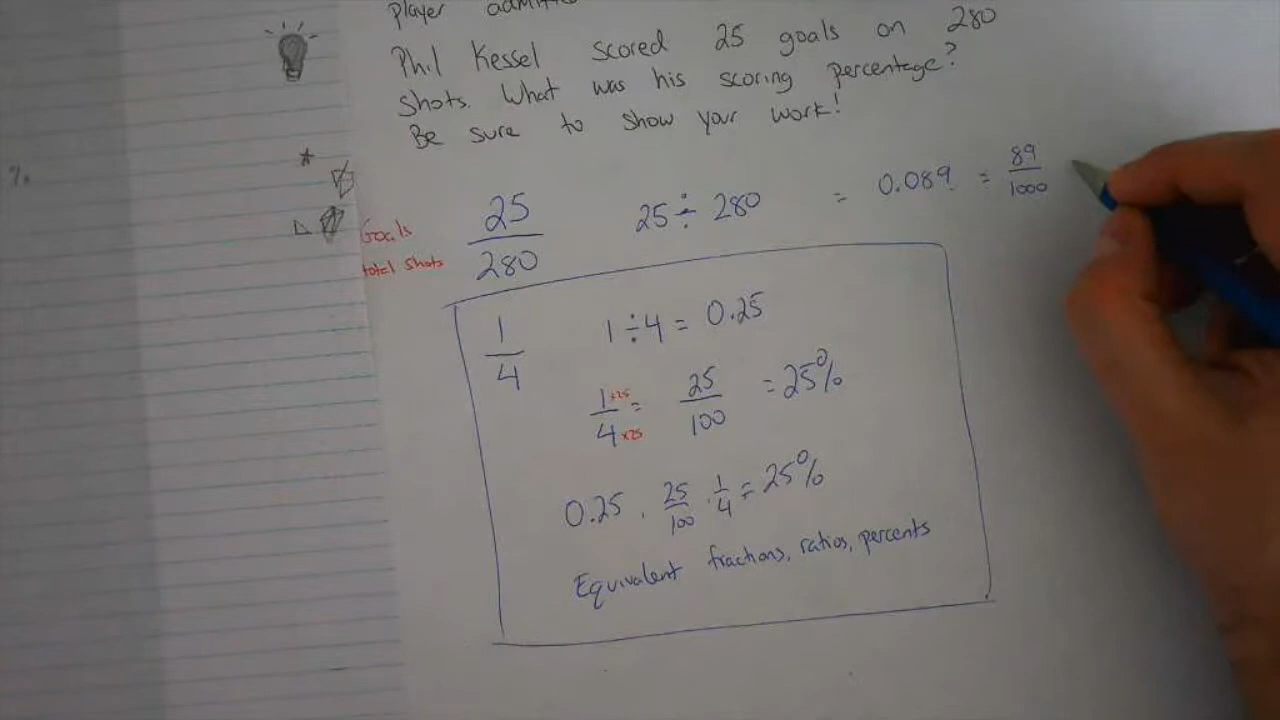 player
Phil Kessel scored 25 goals on 280
shots. What was his scoring percentage?
Be sure to show your work!
Goals
total shots
25
280
25 ÷ 280 = 0.089 = 89
1000
1
4
1 ÷ 4 = 0.25
1 ×25
4 ×25
=
25
100
= 25%
0.25 . 25/100 . 1/4 = 25%
Equivalent fractions, ratios, percents